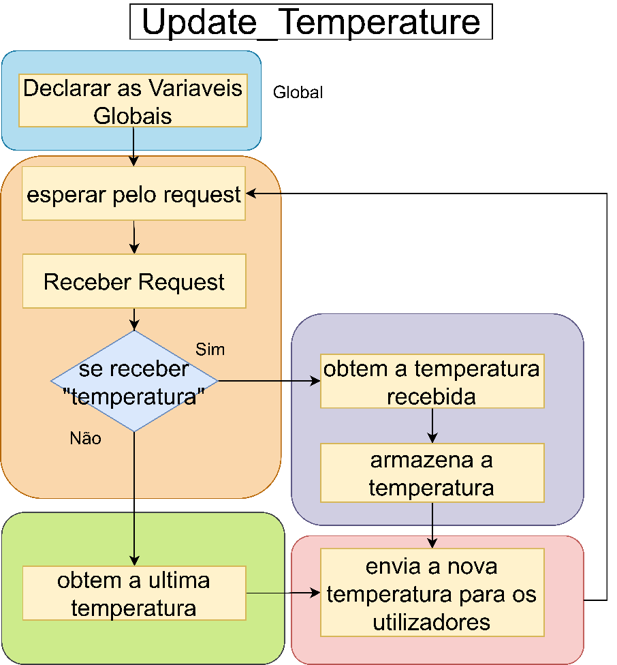 Update_Temperature
Declarar as Variaveis
Globais
Global
esperar pelo request
Receber Request
se receber
"temperatura"
Sim
Não
obtem a temperatura
recebida
armazena a
temperatura
obtem a ultima
temperatura
envia a nova
temperatura para os
utilizadores